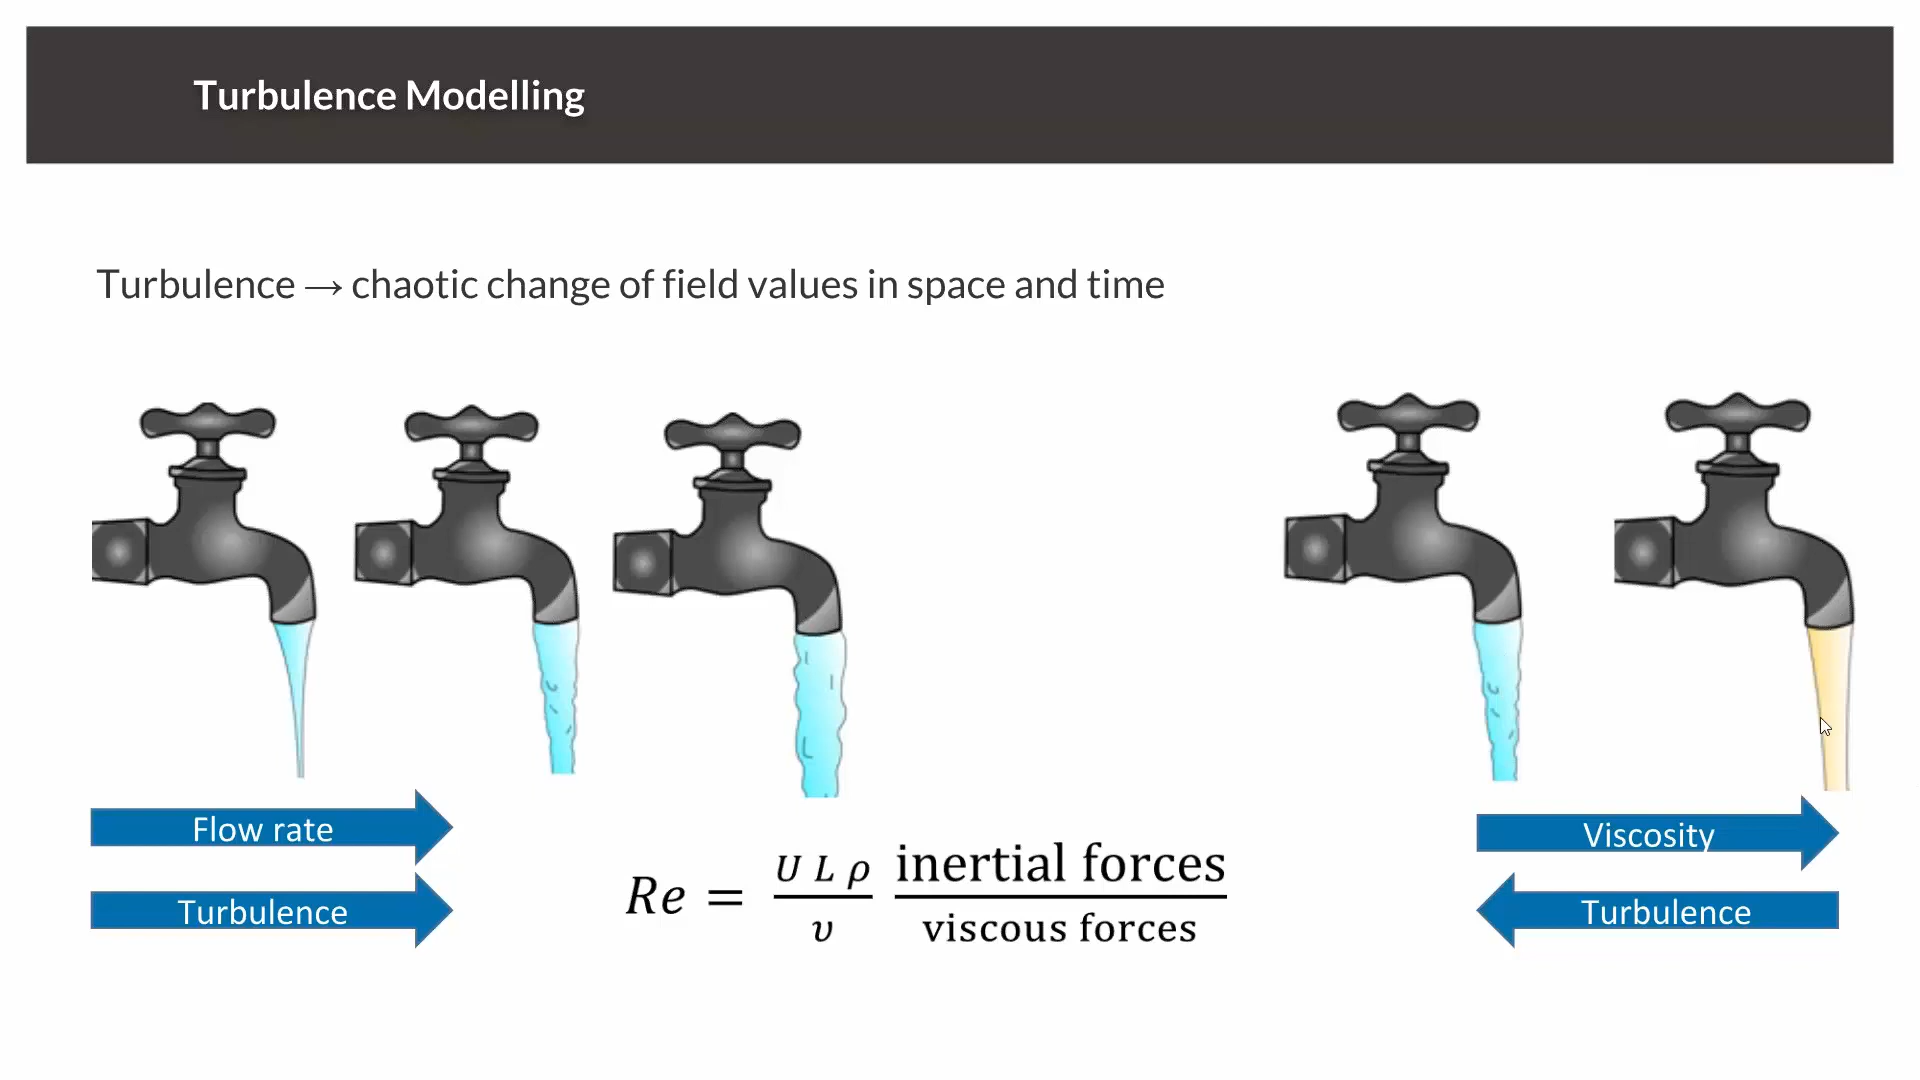 Turbulence Modelling
Turbulence → chaotic change of field values in space and time
Flow rate
Turbulence
Re = U L ρ / υ inertial forces / viscous forces
Viscosity
Turbulence